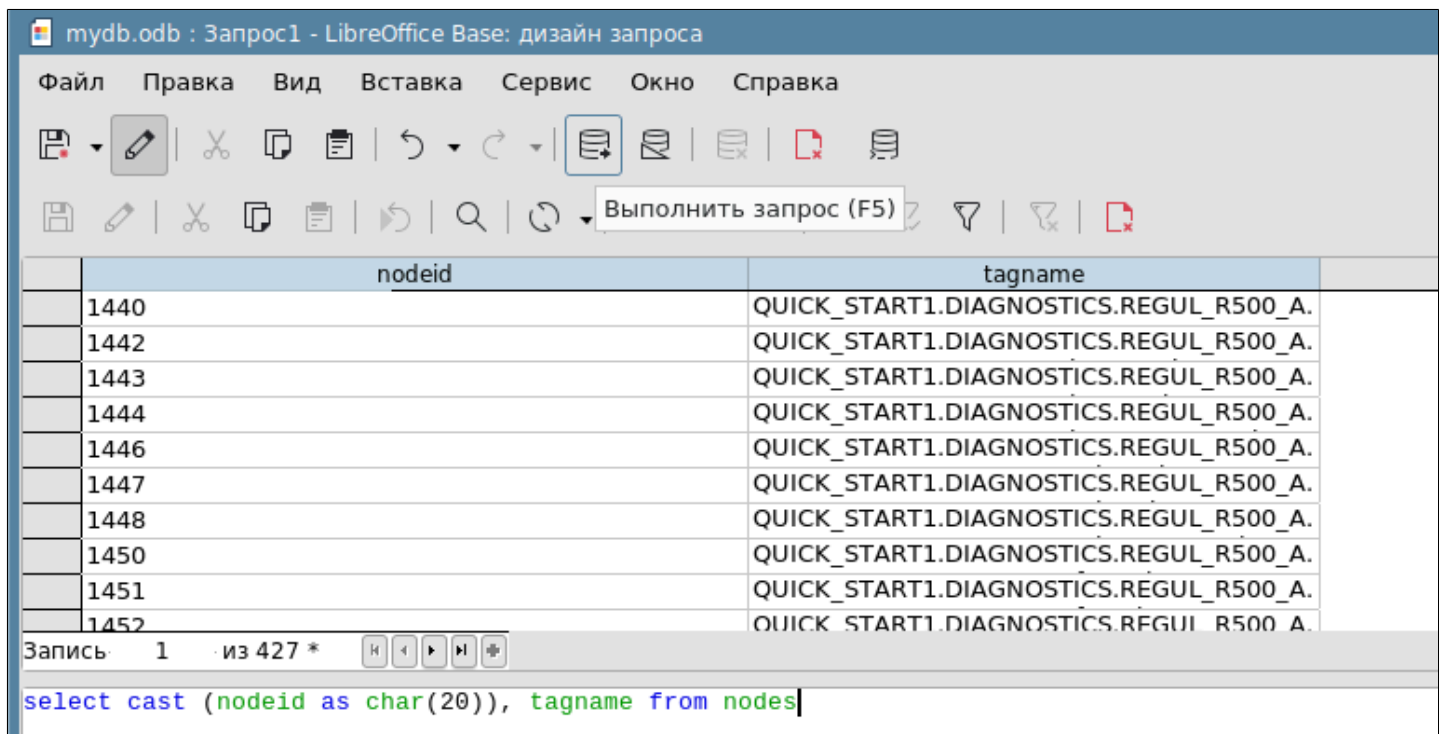 mydb.odb : Запрос1 - LibreOffice Base: дизайн запроса
Файл Правка Вид Вставка Сервис Окно Справка
Выполнить запрос (F5)
nodeid tagname
1440 QUICK_START1.DIAGNOSTICS.REGUL_R500_A.
1442 QUICK_START1.DIAGNOSTICS.REGUL_R500_A.
1443 QUICK_START1.DIAGNOSTICS.REGUL_R500_A.
1444 QUICK_START1.DIAGNOSTICS.REGUL_R500_A.
1446 QUICK_START1.DIAGNOSTICS.REGUL_R500_A.
1447 QUICK_START1.DIAGNOSTICS.REGUL_R500_A.
1448 QUICK_START1.DIAGNOSTICS.REGUL_R500_A.
1450 QUICK_START1.DIAGNOSTICS.REGUL_R500_A.
1451 QUICK_START1.DIAGNOSTICS.REGUL_R500_A.
1452 QUICK_START1.DIAGNOSTICS.REGUL_R500_A.
Запись 1 из 427 *
select cast (nodeid as char(20)), tagname from nodes